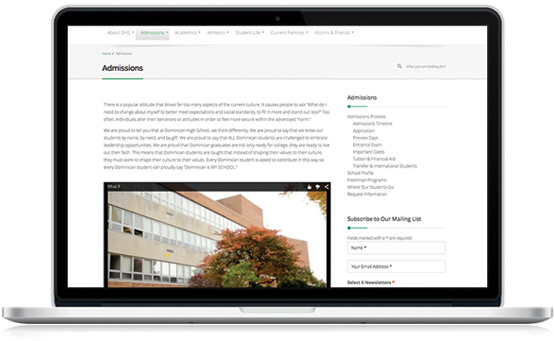 About DHS Admissions Academics Athletics Student Life Current Families Alumni & Friends
Home / Admissions
Admissions
What you are looking for?
There is a popular attitude that drives far too many aspects of the current culture. It causes people to ask "What do I
need to change about myself to better meet expectations and social standards, to fit in more and stand out less?" Too
often, individuals alter their behaviors or attitudes in order to feel more secure within the advertised "norm."
We are proud to tell you that at Dominican High School, we think differently. We are proud to say that we know our
students by name, by need, and by gift. We are proud to say that ALL Dominican students are challenged to embrace
leadership opportunities. We are proud that Dominican graduates are not only ready for college, they are ready to live
out their faith. This means that Dominican students are taught that instead of shaping their values to their culture,
they must work to shape their culture to their values. Every Dominican student is asked to contribute in this way so
every Dominican student can proudly say "Dominican is MY SCHOOL."
What if
Admissions
Admissions Process
Admissions Timeline
Application
Preview Days
Entrance Exam
Important Dates
Tuition & Financial Aid
Transfer & International Students
School Profile
Freshman Programs
Where Our Students Go
Request Information
Subscribe to Our Mailing List
Fields marked with a * are required
Name *
Your Email Address *
Select E-Newsletters *